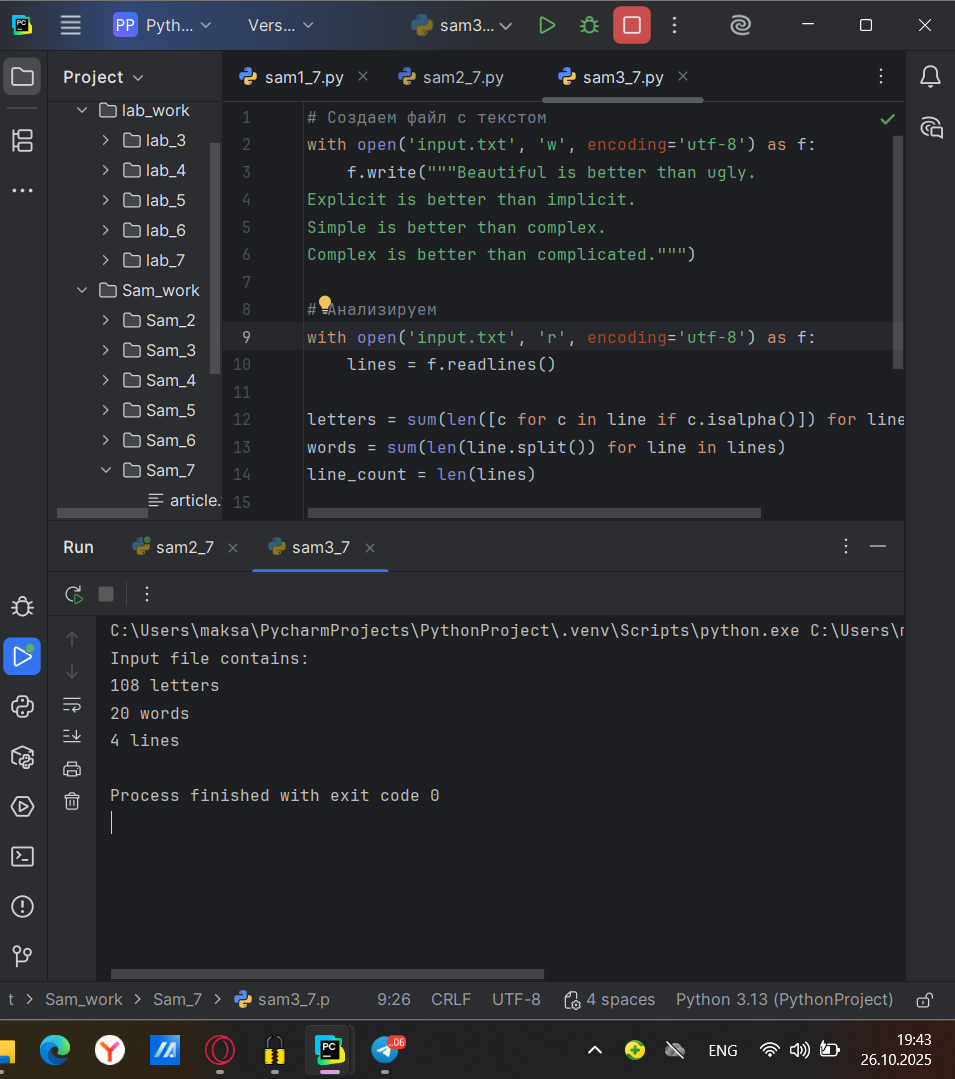 PC
PP Pyth... Vers... sam3...
Project
sam1_7.py
sam2_7.py
sam3_7.py
lab_work
lab_3
lab_4
lab_5
lab_6
lab_7
Sam_work
Sam_2
Sam_3
Sam_4
Sam_5
Sam_6
Sam_7
article.
1 # Создаем файл с текстом
2 with open('input.txt', 'w', encoding='utf-8') as f:
3 f.write("""Beautiful is better than ugly.
4 Explicit is better than implicit.
5 Simple is better than complex.
6 Complex is better than complicated.""")
7
8 # Анализируем
9 with open('input.txt', 'r', encoding='utf-8') as f:
10 lines = f.readlines()
11
12 letters = sum(len([c for c in line if c.isalpha()]) for line
13 words = sum(len(line.split()) for line in lines)
14 line_count = len(lines)
15
Run sam2_7 sam3_7
C:\Users\maksa\PycharmProjects\PythonProject\.venv\Scripts\python.exe C:\Users\
Input file contains:
108 letters
20 words
4 lines
Process finished with exit code 0
t > Sam_work > Sam_7 > sam3_7.p 9:26 CRLF UTF-8 4 spaces Python 3.13 (PythonProject)
PC
.06
ENG
19:43
26.10.2025